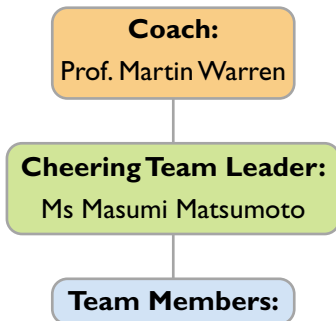 Coach:
Prof. Martin Warren
Cheering Team Leader:
Ms Masumi Matsumoto
Team Members: